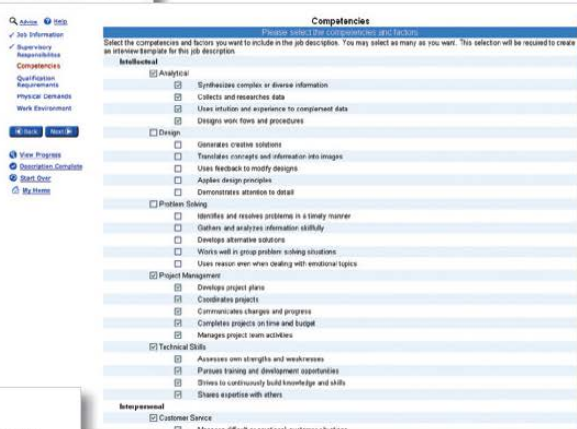 Advice Help
Job Information
Supervisory
Responsibilities
Competencies
Qualification
Requirements
Physical Demands
Work Environment
Back Next
View Progress
Description Complete
Start Over
My Home
Competencies
Please select the competencies and factors
Select the competencies and factors you want to include in the job description. You may select as many as you want. This selection will be required to create
an interview template for this job description.
Intellectual
Analytical
Synthesizes complex or diverse information
Collects and researches data
Uses intuition and experience to complement data
Designs work flows and procedures
Design
Generates creative solutions
Translates concepts and information into images
Uses feedback to modify designs
Applies design principles
Demonstrates attention to detail
Problem Solving
Identifies and resolves problems in a timely manner
Gathers and analyzes information skillfully
Develops alternative solutions
Works well in group problem solving situations
Uses reason even when dealing with emotional topics
Project Management
Develops project plans
Coordinates projects
Communicates changes and progress
Completes projects on time and budget
Manages project team activities
Technical Skills
Assesses own strengths and weaknesses
Pursues training and development opportunities
Strives to continuously build knowledge and skills
Shares expertise with others
Interpersonal
Customer Service